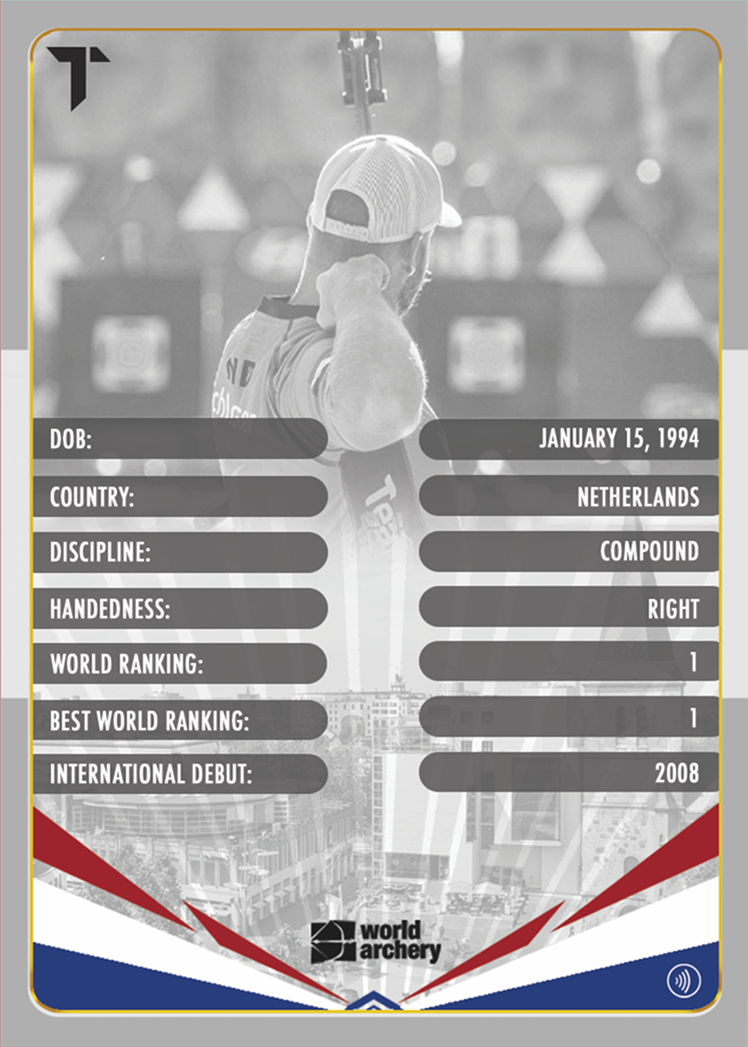 DOB: JANUARY 15, 1994
COUNTRY: NETHERLANDS
DISCIPLINE: COMPOUND
HANDEDNESS: RIGHT
WORLD RANKING: 1
BEST WORLD RANKING: 1
INTERNATIONAL DEBUT: 2008
world
archery